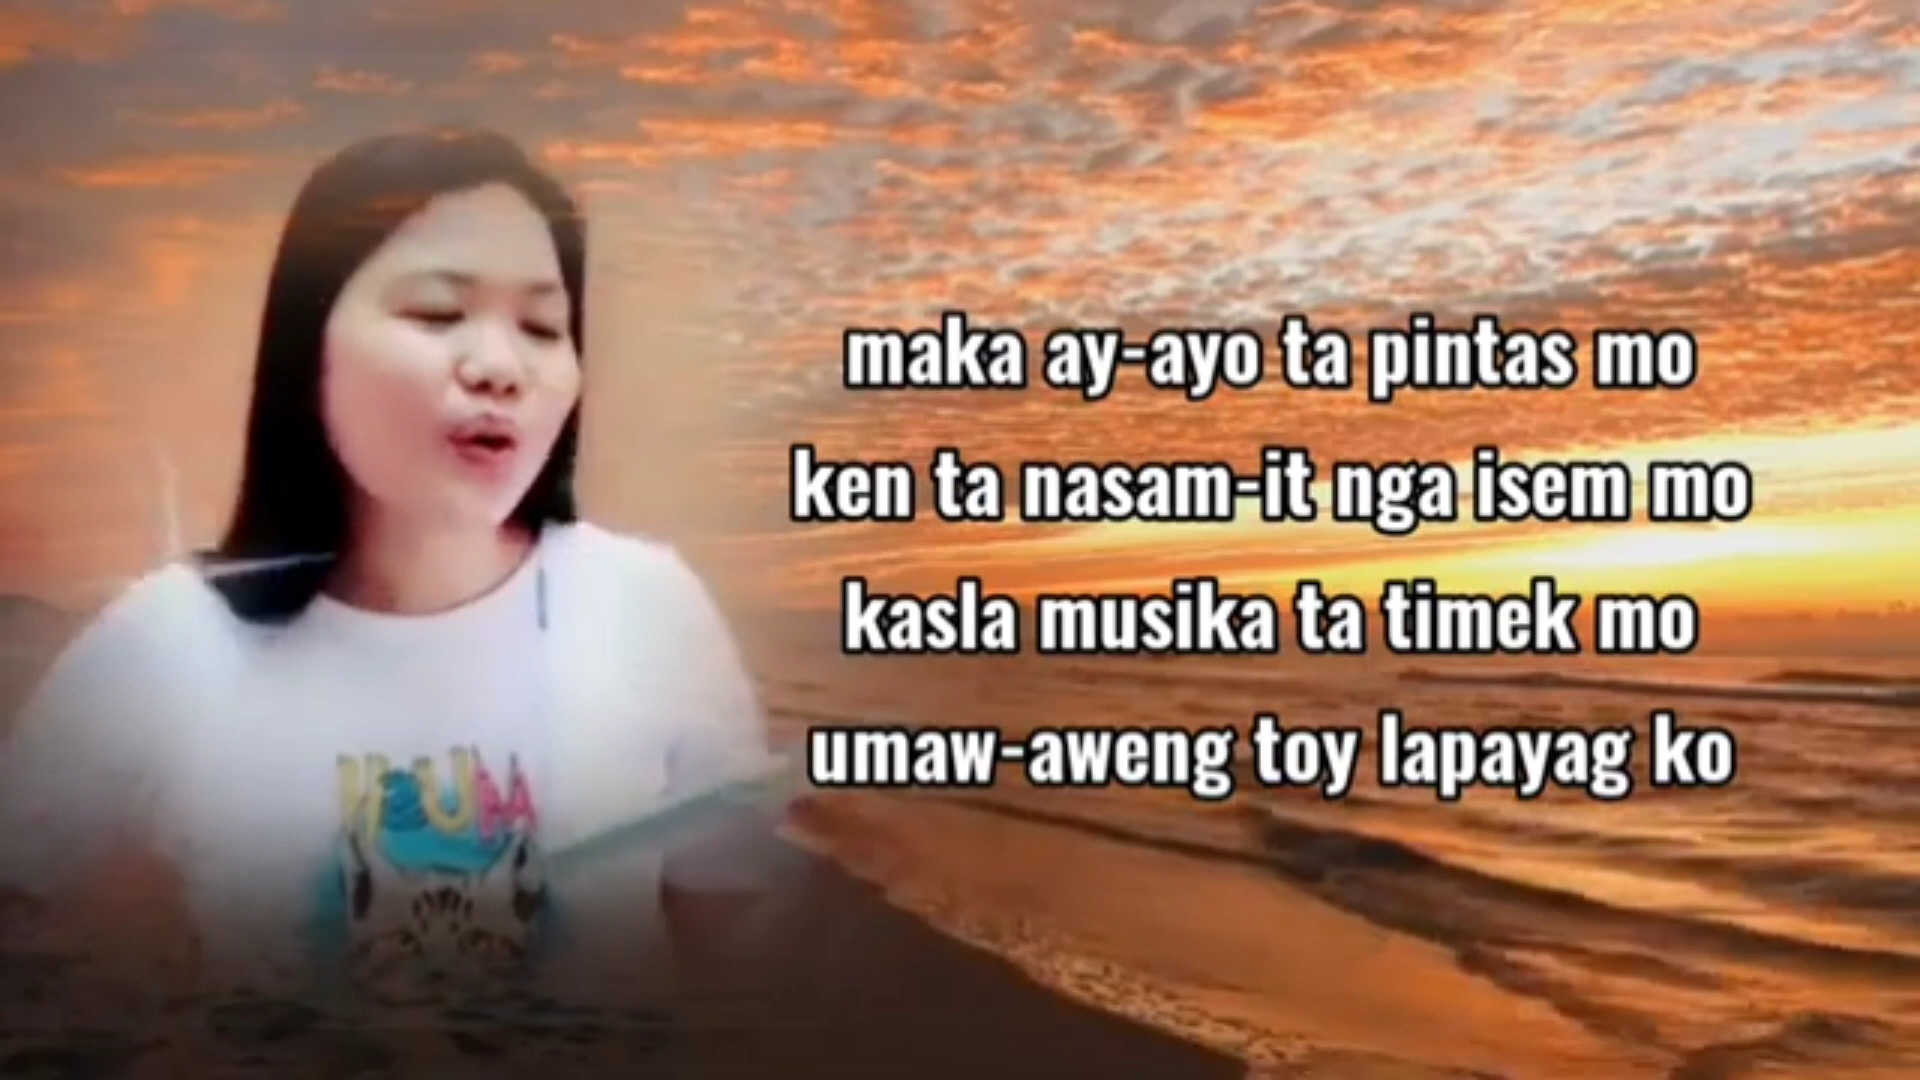 maka ay-ayo ta pintas mo
ken ta nasam-it nga isem mo
kasla musika ta timek mo
umaw-aweng toy lapayag ko